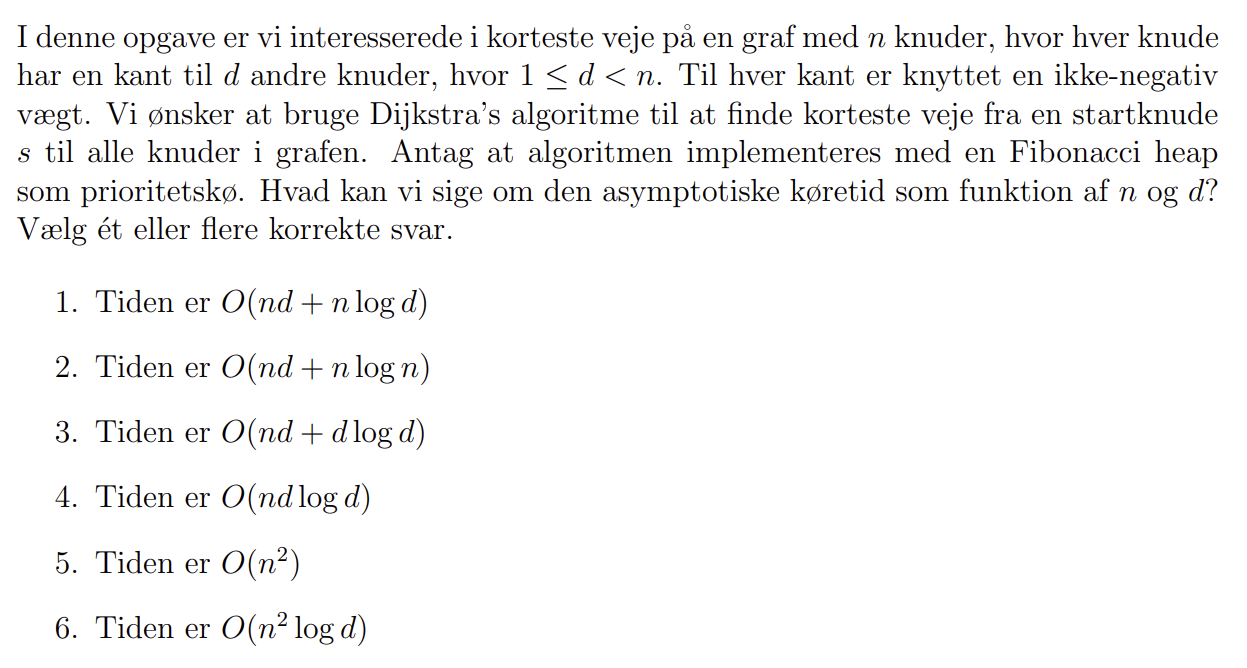 I denne opgave er vi interesserede i korteste veje på en graf med n knuder, hvor hver knude
har en kant til d andre knuder, hvor 1 ≤ d < n. Til hver kant er knyttet en ikke-negativ
vægt. Vi ønsker at bruge Dijkstra's algoritme til at finde korteste veje fra en startknude
s til alle knuder i grafen. Antag at algoritmen implementeres med en Fibonacci heap
som prioritetskø. Hvad kan vi sige om den asymptotiske køretid som funktion af n og d?
Vælg ét eller flere korrekte svar.
1. Tiden er O(nd + n log d)
2. Tiden er O(nd + n log n)
3. Tiden er O(nd + d log d)
4. Tiden er O(nd log d)
5. Tiden er O(n²)
6. Tiden er O(n² log d)